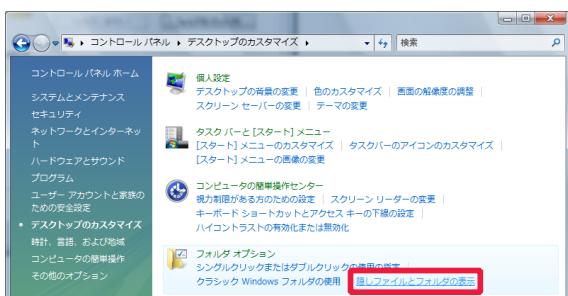 コントロール パネル ▸ デスクトップのカスタマイズ ▸
検索
コントロール パネル ホーム
システムとメンテナンス
セキュリティ
ネットワークとインターネッ
ト
ハードウェアとサウンド
プログラム
ユーザー アカウントと家族の
ための安全設定
デスクトップのカスタマイズ
時計、言語、および地域
コンピュータの簡単操作
その他のオプション
個人設定
デスクトップの背景の変更 | 色のカスタマイズ | 画面の解像度の調整 |
スクリーン セーバーの変更 | テーマの変更
タスク バーと [スタート] メニュー
[スタート] メニューのカスタマイズ | タスクバーのアイコンのカスタマイズ |
[スタート] メニューの画像の変更
コンピュータの簡単操作センター
視力制限がある方のための設定 | スクリーン リーダーの変更 |
キーボード ショートカットとアクセス キーの下線の設定 |
ハイコントラストの有効化または無効化
フォルダ オプション
シングルクリックまたはダブルクリックの使用の指定 |
クラシック Windows フォルダの使用 | 隠しファイルとフォルダの表示